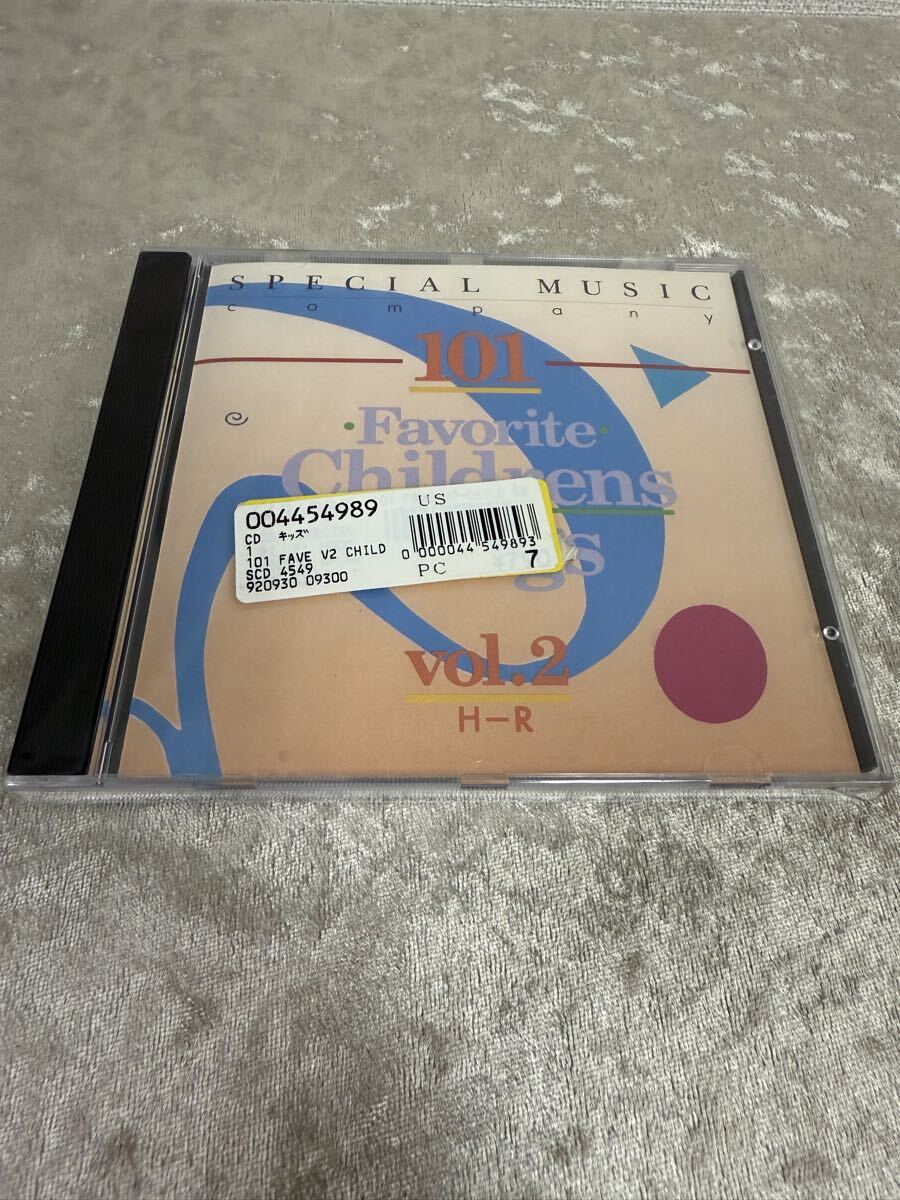 SPECIAL MUSIC
company
101
Favorite
Childrens
gs
vol.2
H-R
004454989
US
CD キッズ
1
101 FAVE V2 CHILD
SCD 4549
920930 09300
0 000044 549893
PC
7